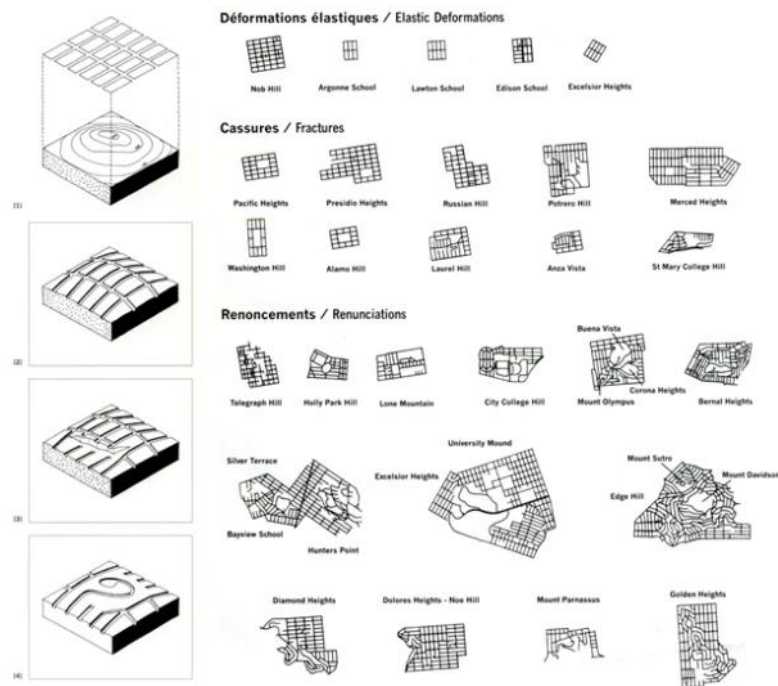 Déformations élastiques / Elastic Deformations
Nob Hill
Argonne School
Lawton School
Edison School
Excelsior Heights
[1]
Cassures / Fractures
Pacific Heights
Presidio Heights
Russian Hill
Potrero Hill
Merced Heights
Washington Hill
Alamo Hill
Laurel Hill
Anza Vista
St Mary College Hill
[2]
Renoncements / Renunciations
Buena Vista
Corona Heights
Telegraph Hill
Holly Park Hill
Lone Mountain
City College Hill
Mount Olympus
Bernal Heights
[3]
University Mound
Silver Terrace
Excelsior Heights
Mount Sutro
Mount Davidson
Edge Hill
Bayview School
Hunters Point
Diamond Heights
Dolores Heights - Noe Hill
Mount Parnassus
Golden Heights
[4]